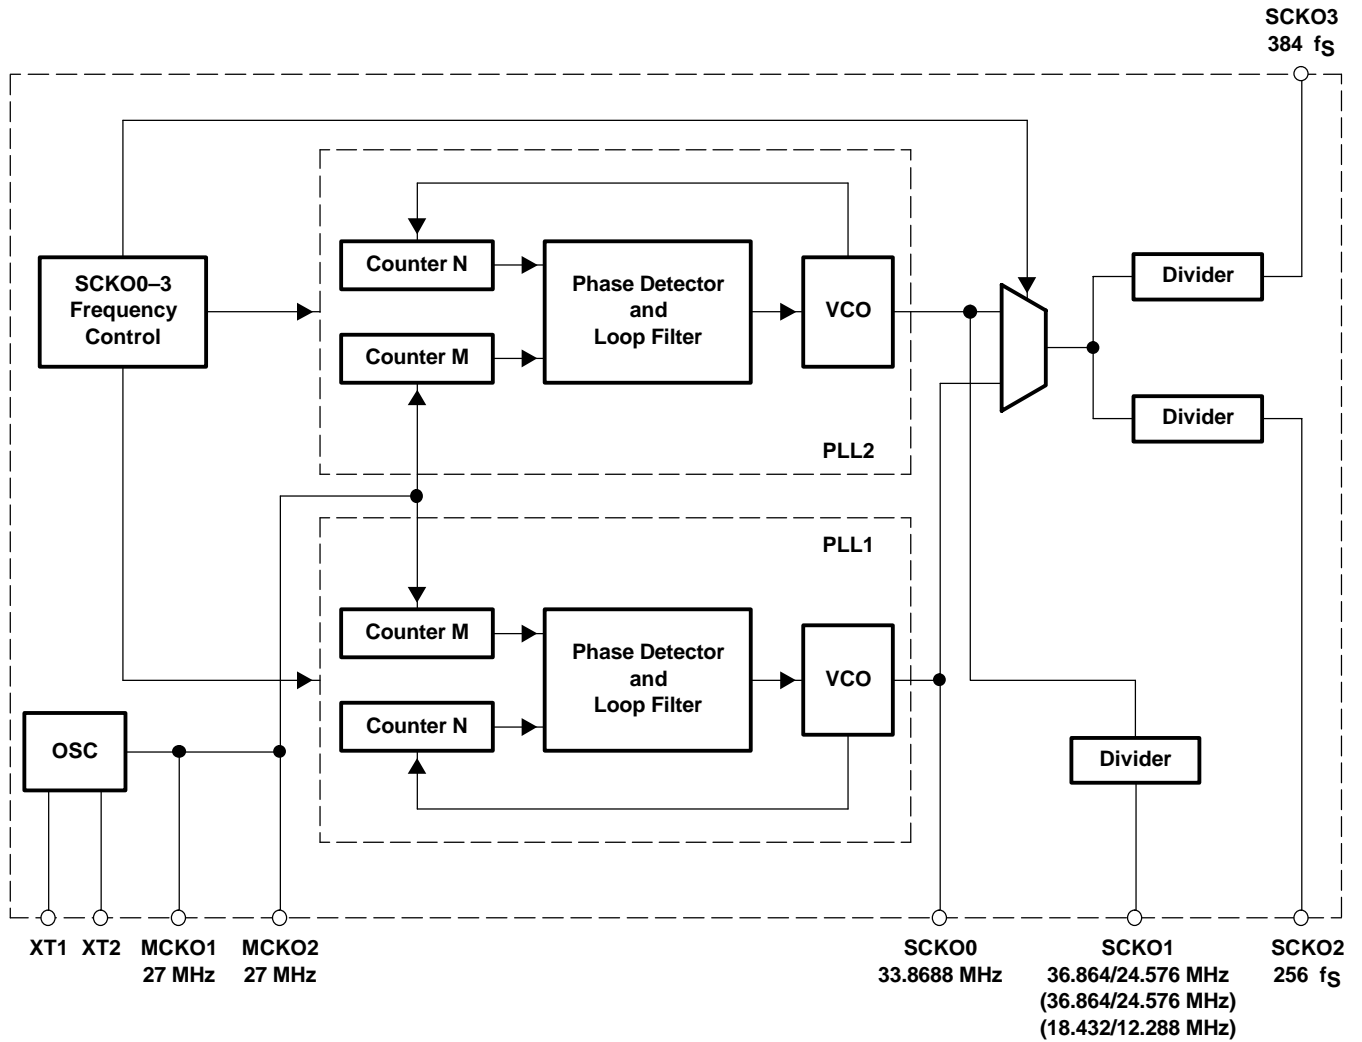 SCKO3
384 fS
SCKO0–3
Frequency
Control
Counter N
Counter M
Phase Detector
and
Loop Filter
VCO
PLL2
Divider
Divider
PLL1
Counter M
Counter N
Phase Detector
and
Loop Filter
VCO
OSC
Divider
XT1
XT2
MCKO1
27 MHz
MCKO2
27 MHz
SCKO0
33.8688 MHz
SCKO1
36.864/24.576 MHz
(36.864/24.576 MHz)
(18.432/12.288 MHz)
SCKO2
256 fS